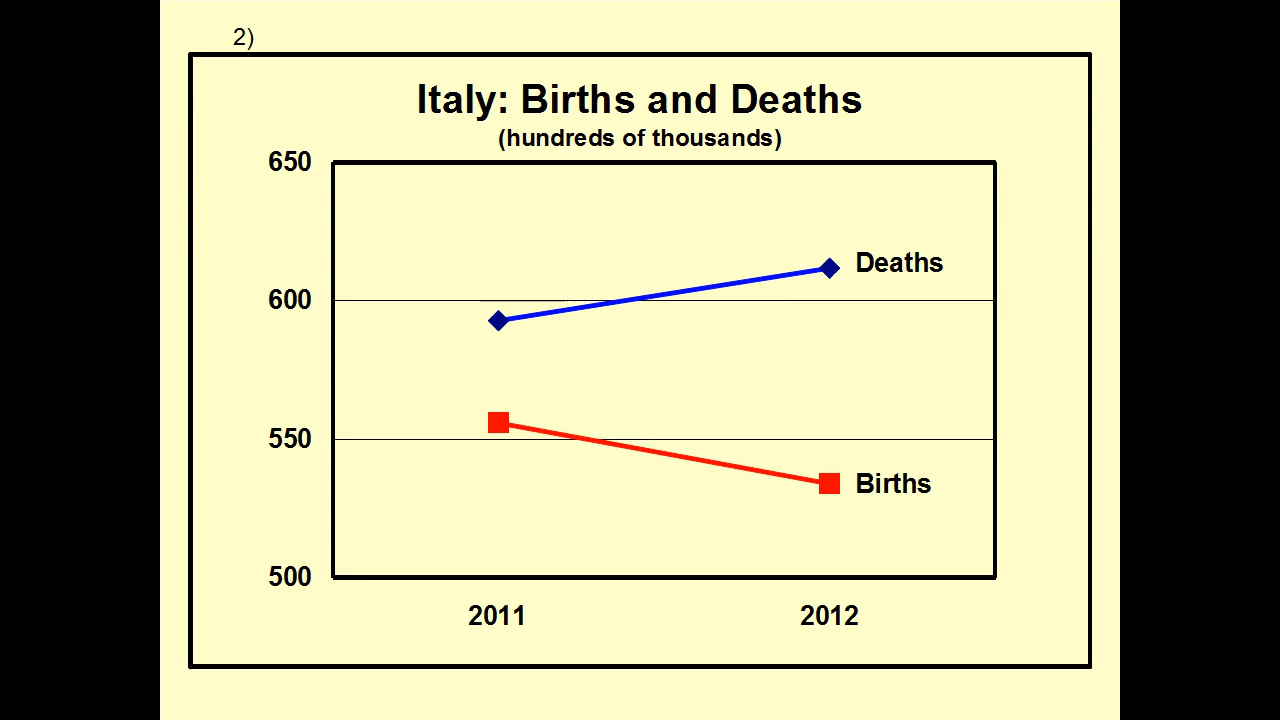 2)
Italy: Births and Deaths
(hundreds of thousands)
650
Deaths
600
550
Births
500
2011 2012